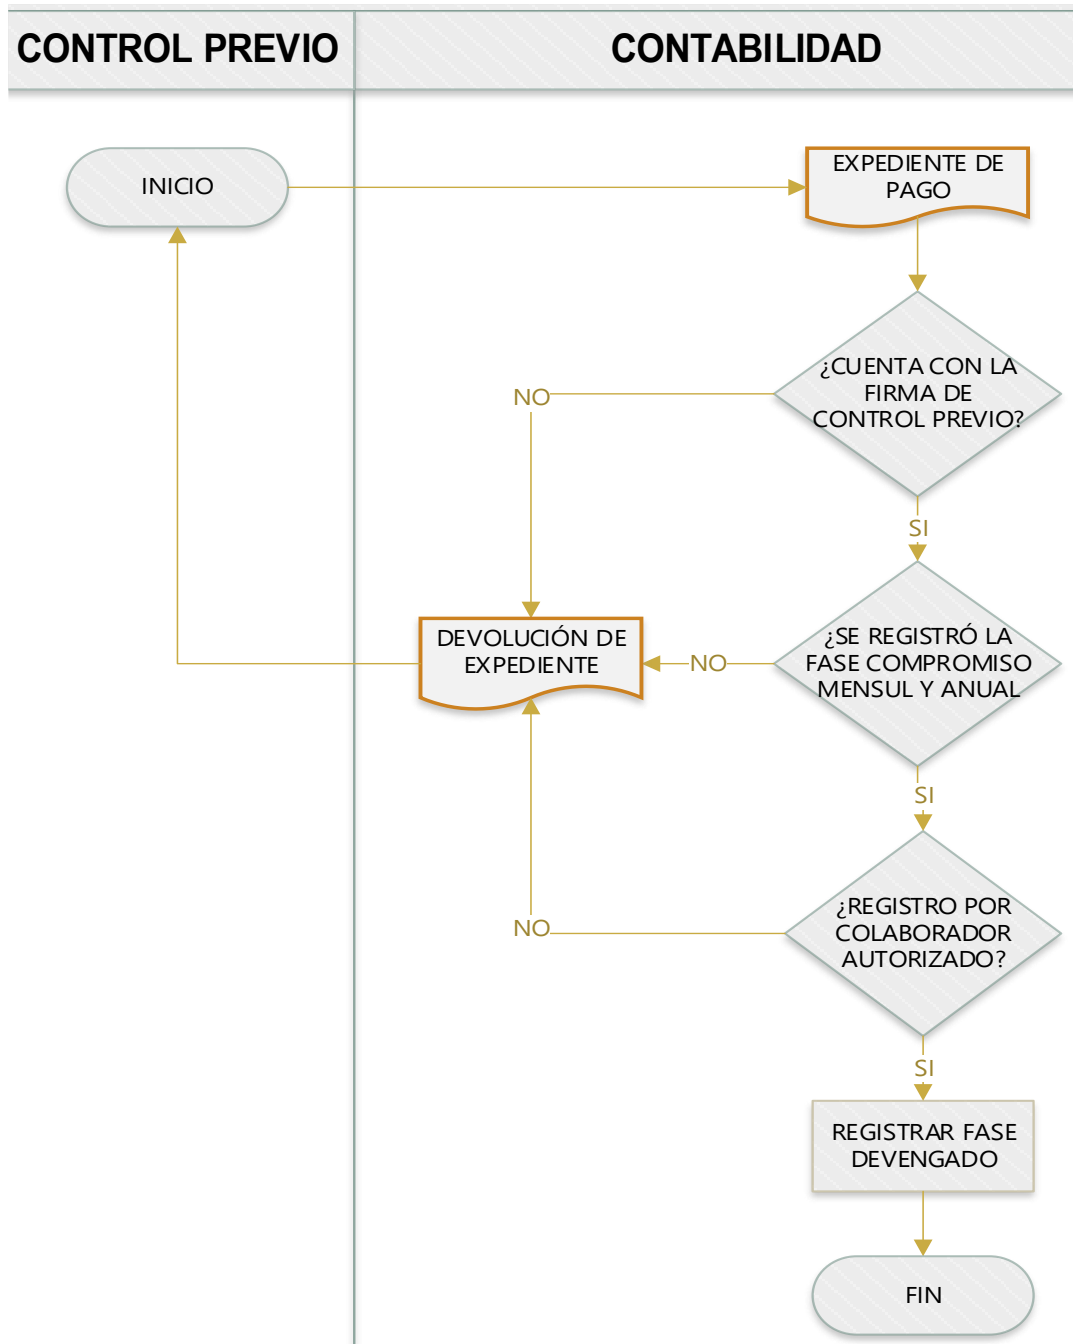 CONTROL PREVIO
CONTABILIDAD
INICIO
EXPEDIENTE DE
PAGO
¿CUENTA CON LA
FIRMA DE
CONTROL PREVIO?
NO
SI
DEVOLUCIÓN DE
EXPEDIENTE
NO
¿SE REGISTRÓ LA
FASE COMPROMISO
MENSUL Y ANUAL
SI
¿REGISTRO POR
COLABORADOR
AUTORIZADO?
NO
SI
REGISTRAR FASE
DEVENGADO
FIN